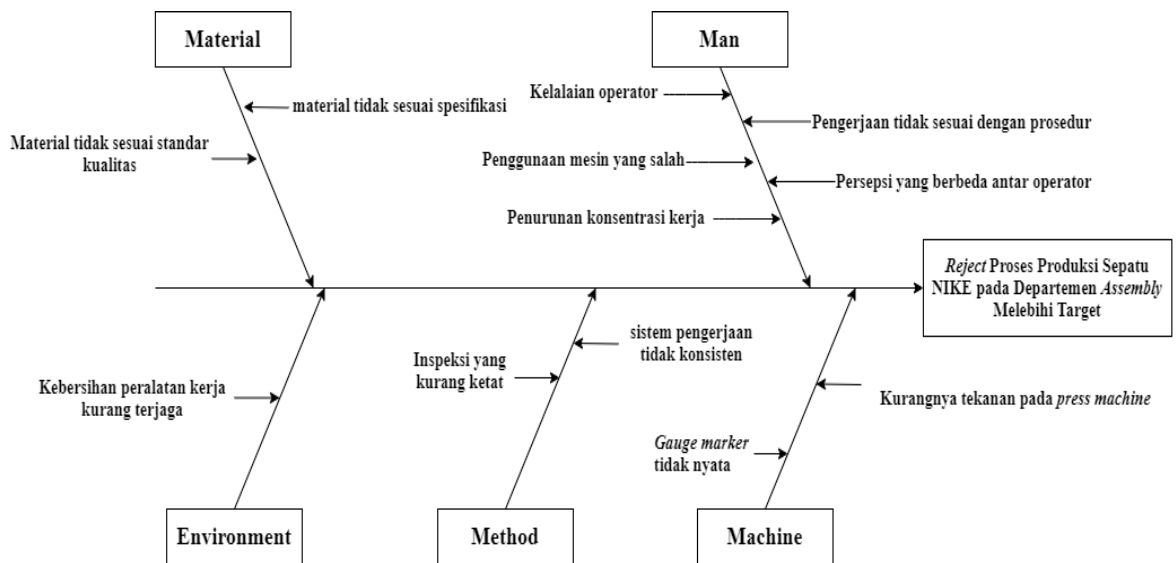 Material
Man
Kelalaian operator
material tidak sesuai spesifikasi
Pengerjaan tidak sesuai dengan prosedur
Material tidak sesuai standar
kualitas
Penggunaan mesin yang salah
Persepsi yang berbeda antar operator
Penurunan konsentrasi kerja
Reject Proses Produksi Sepatu
NIKE pada Departemen Assembly
Melebihi Target
sistem pengerjaan
tidak konsisten
Inspeksi yang
kurang ketat
Kebersihan peralatan kerja
kurang terjaga
Kurangnya tekanan pada press machine
Gauge marker
tidak nyata
Environment
Method
Machine